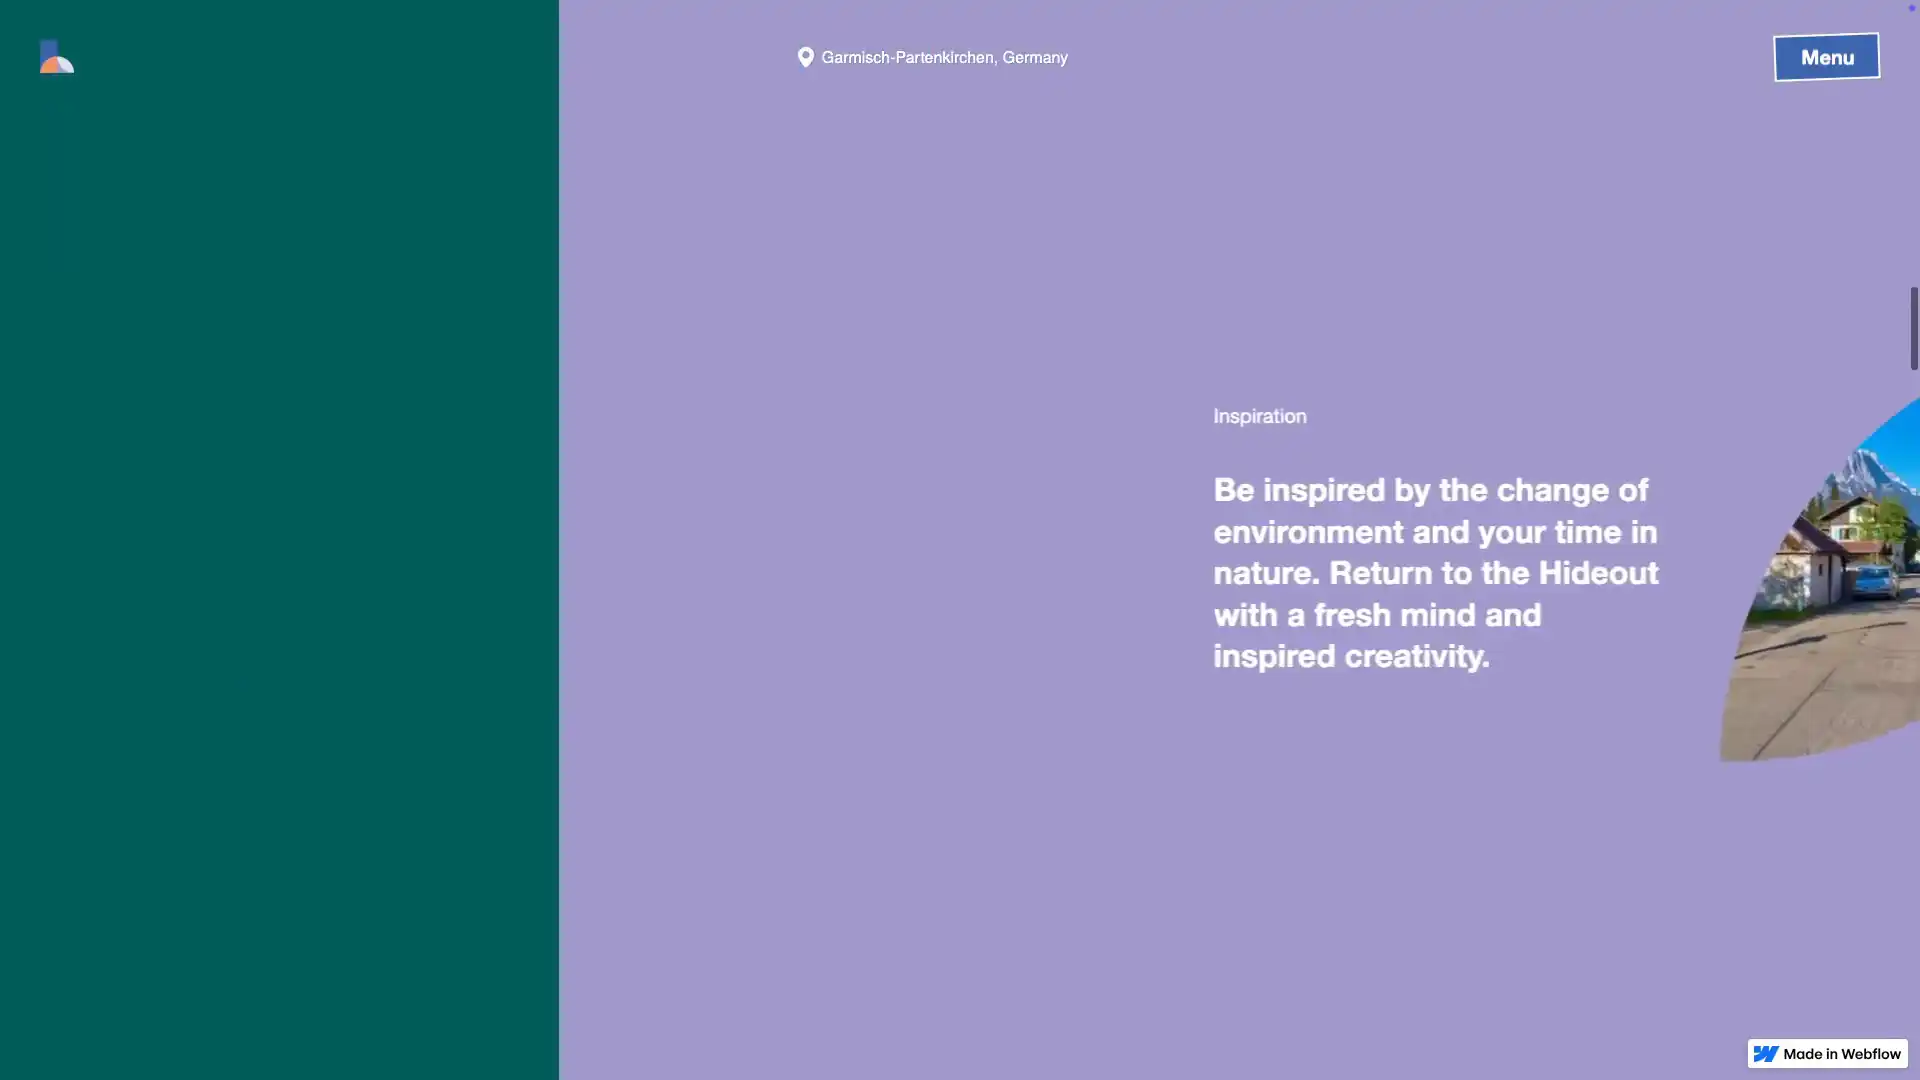 Garmisch-Partenkirchen, Germany
Menu
Inspiration
Be inspired by the change of
environment and your time in
nature. Return to the Hideout
with a fresh mind and
inspired creativity.
Made in Webflow